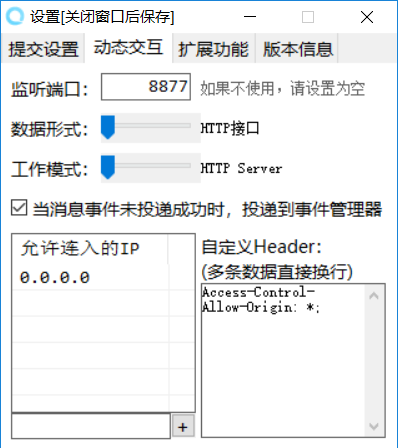 设置[关闭窗口后保存]
提交设置 动态交互 扩展功能 版本信息
监听端口: 8877 如果不使用，请设置为空
数据形式: HTTP接口
工作模式: HTTP Server
当消息事件未投递成功时，投递到事件管理器
允许连入的IP
0.0.0.0
+
自定义Header:
(多条数据直接换行)
Access-Control-
Allow-Origin: *;